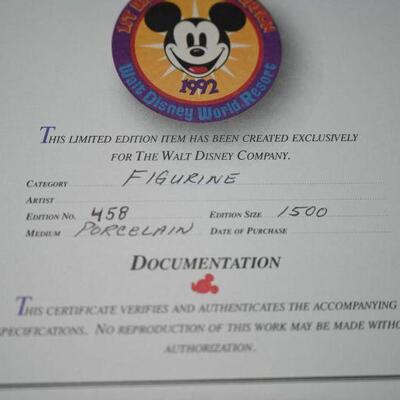 1992
Walt Disney World Resort
THIS LIMITED EDITION ITEM HAS BEEN CREATED EXCLUSIVELY
FOR THE WALT DISNEY COMPANY.
CATEGORY FIGURINE
ARTIST
EDITION NO. 458 EDITION SIZE 1500
MEDIUM PORCELAIN DATE OF PURCHASE
DOCUMENTATION
THIS CERTIFICATE VERIFIES AND AUTHENTICATES THE ACCOMPANYING
SPECIFICATIONS. NO REPRODUCTION OF THIS WORK MAY BE MADE WITHO
AUTHORIZATION.